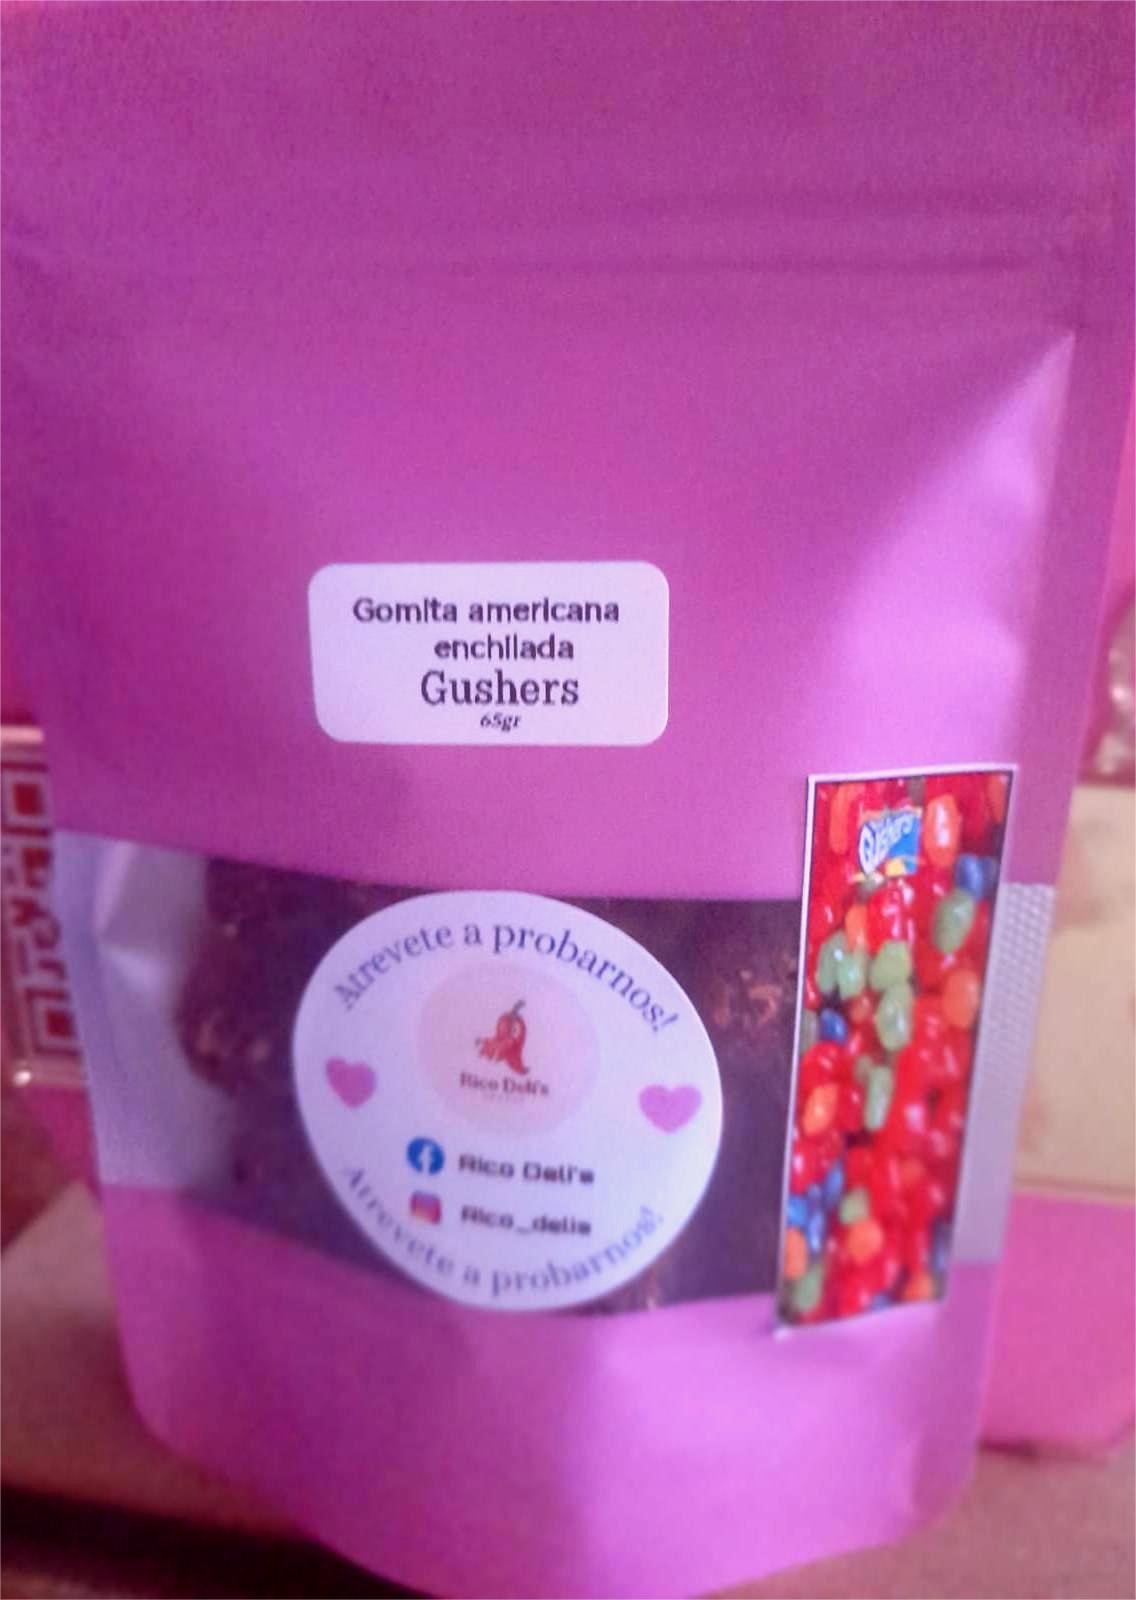 Gomita americana
enchilada
Gushers
65gr
Gushers
Atrevete a probarnos!
Rico Deli's
Rico Deli's
Rico_delis
Atrevete a probarnos!